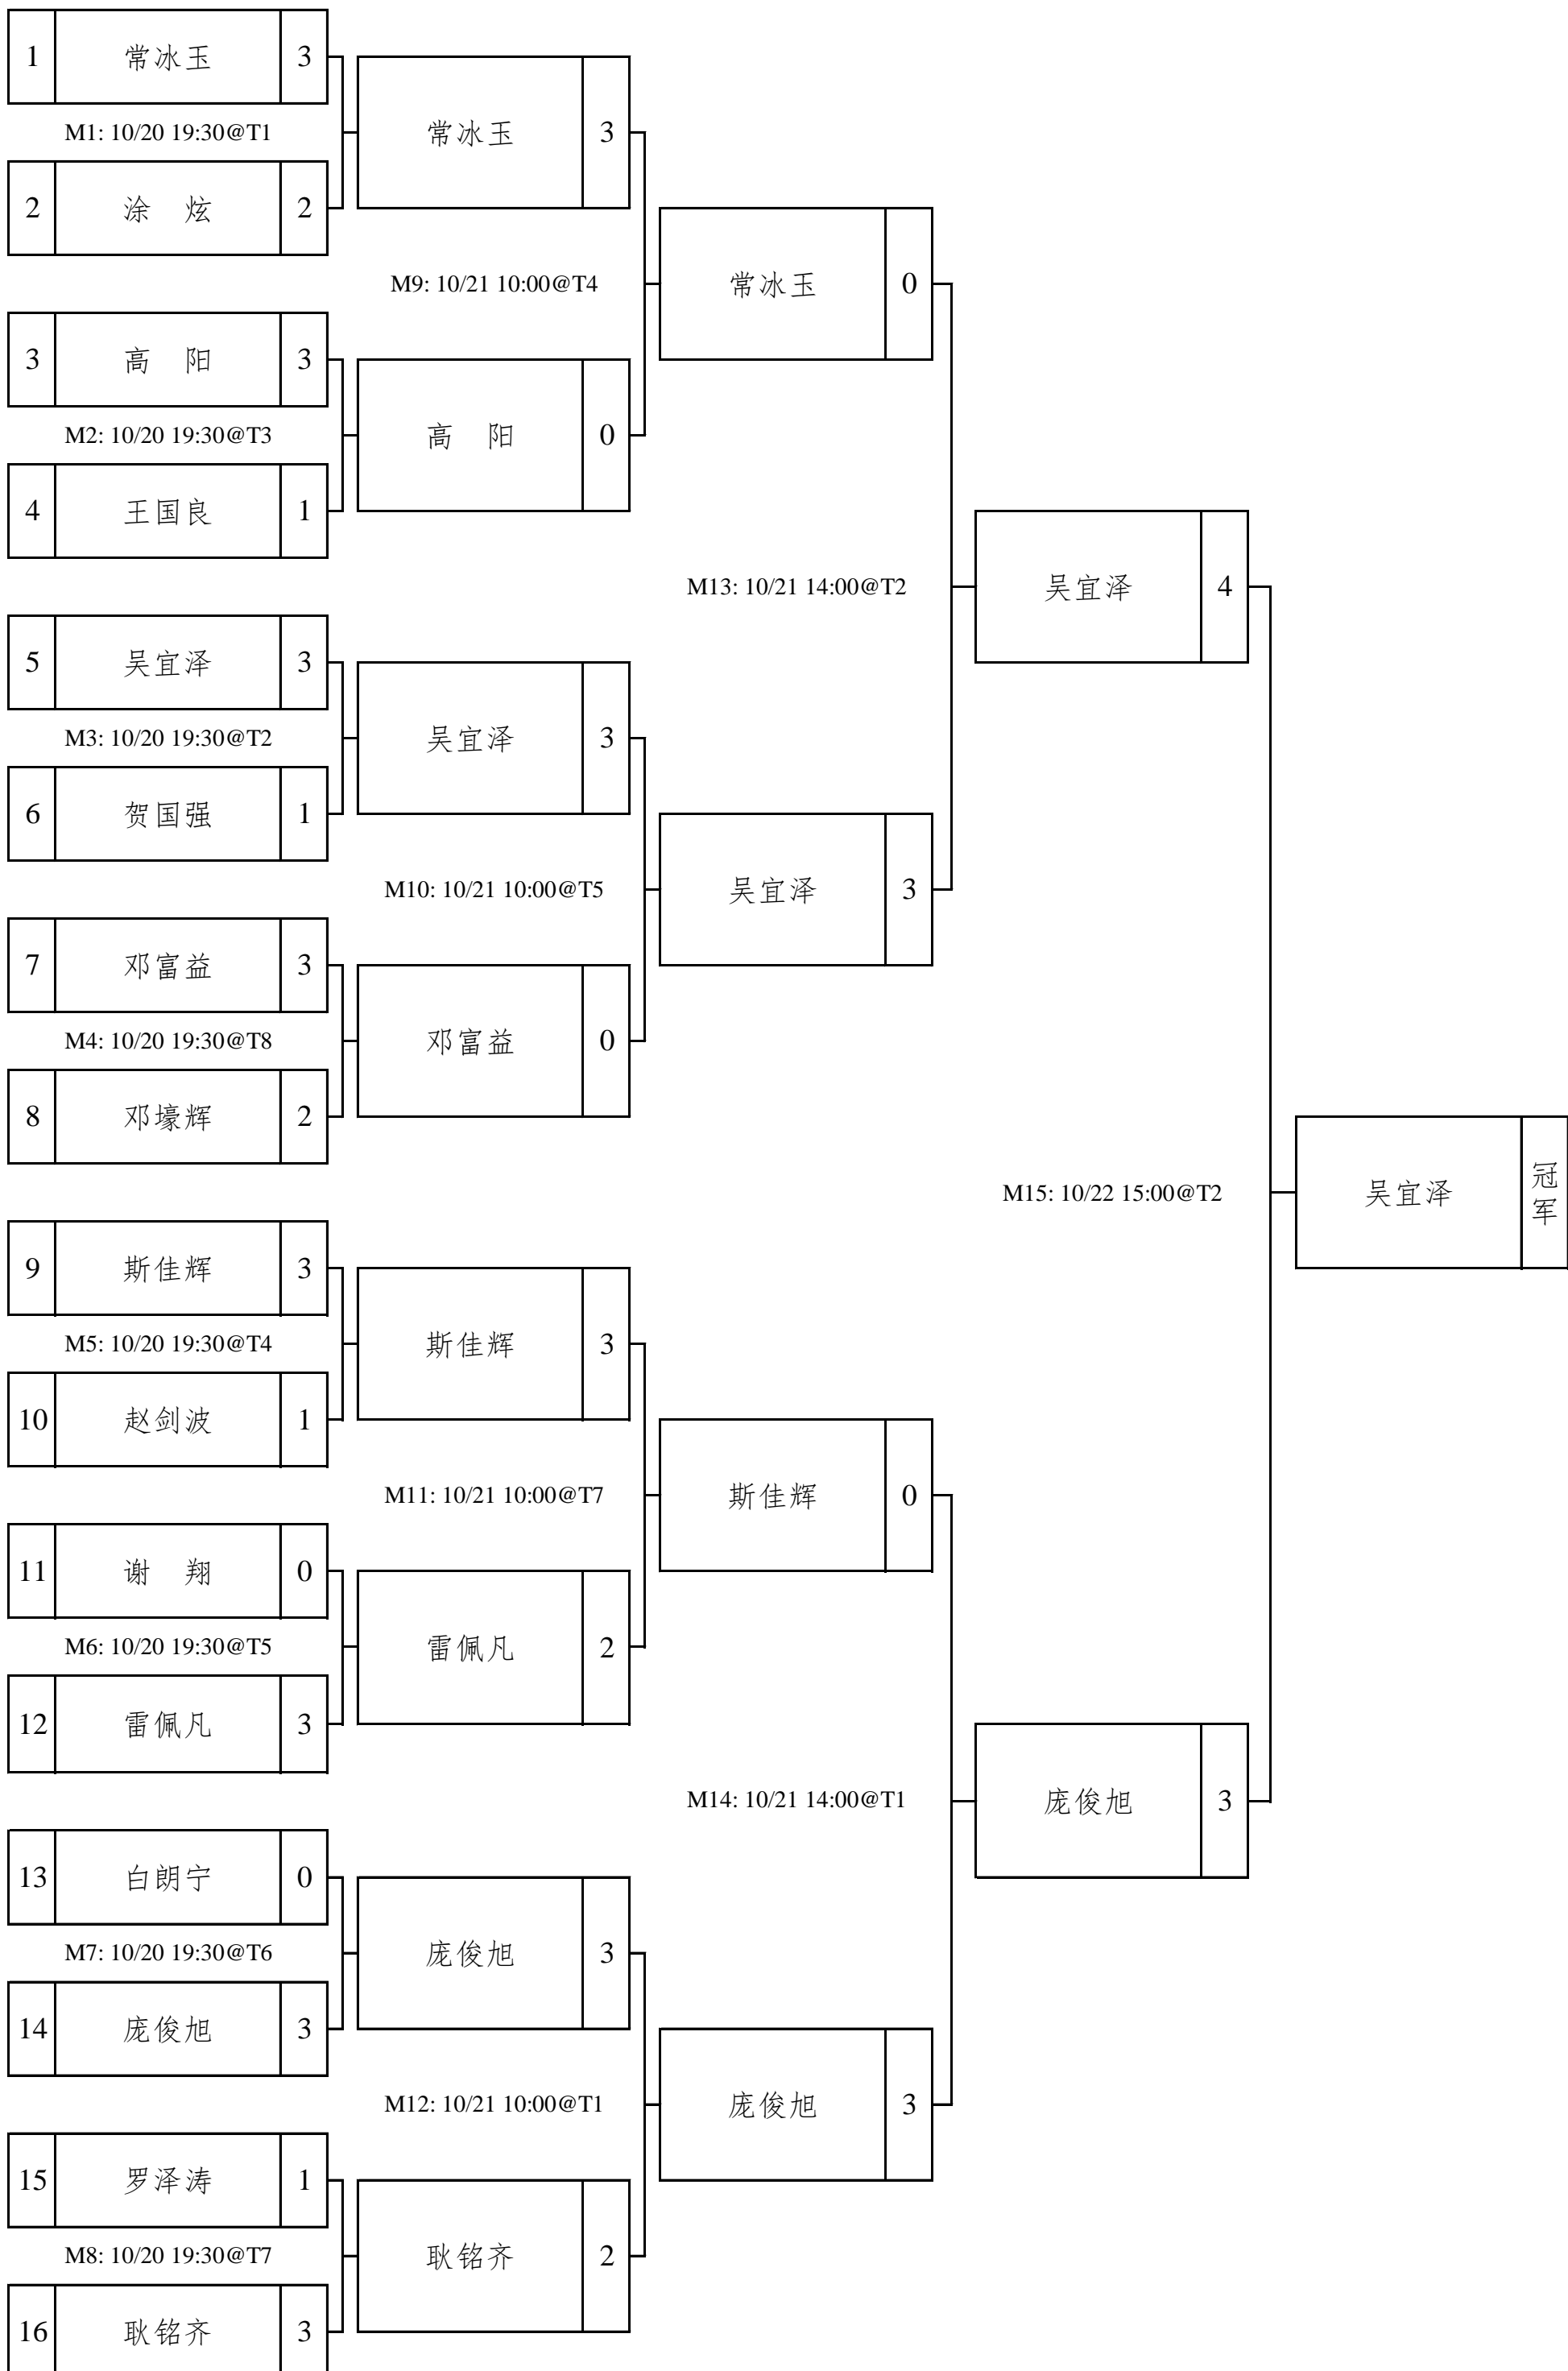 1 常冰玉 3
M1: 10/20 19:30@T1
常冰玉 3
2 涂 炫 2
M9: 10/21 10:00@T4
常冰玉 0
3 高 阳 3
M2: 10/20 19:30@T3
高 阳 0
4 王国良 1
M13: 10/21 14:00@T2
吴宜泽 4
5 吴宜泽 3
M3: 10/20 19:30@T2
吴宜泽 3
6 贺国强 1
M10: 10/21 10:00@T5
吴宜泽 3
7 邓富益 3
M4: 10/20 19:30@T8
邓富益 0
8 邓壕辉 2
M15: 10/22 15:00@T2
吴宜泽 冠军
9 斯佳辉 3
M5: 10/20 19:30@T4
斯佳辉 3
10 赵剑波 1
M11: 10/21 10:00@T7
斯佳辉 0
11 谢 翔 0
M6: 10/20 19:30@T5
雷佩凡 2
12 雷佩凡 3
M14: 10/21 14:00@T1
庞俊旭 3
13 白朗宁 0
M7: 10/20 19:30@T6
庞俊旭 3
14 庞俊旭 3
M12: 10/21 10:00@T1
庞俊旭 3
15 罗泽涛 1
M8: 10/20 19:30@T7
耿铭齐 2
16 耿铭齐 3